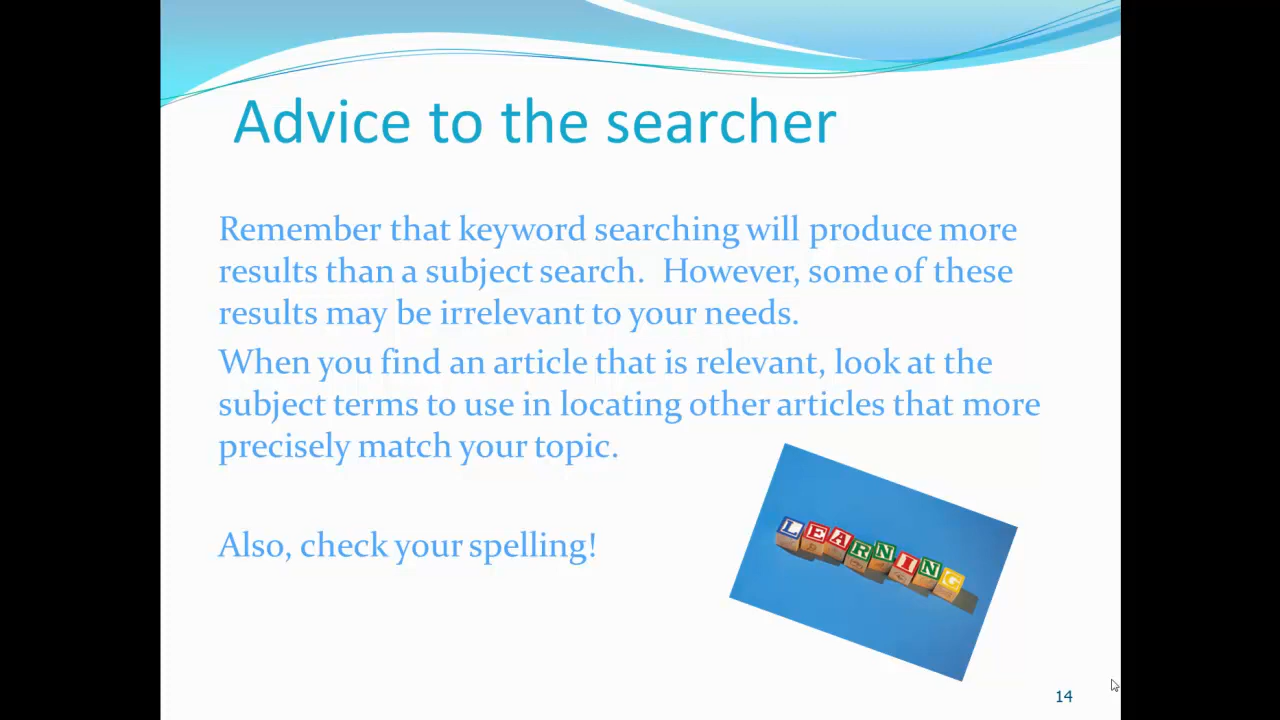 Advice to the searcher
Remember that keyword searching will produce more
results than a subject search.  However, some of these
results may be irrelevant to your needs.
When you find an article that is relevant, look at the
subject terms to use in locating other articles that more
precisely match your topic.
LEARNING
Also, check your spelling!
14